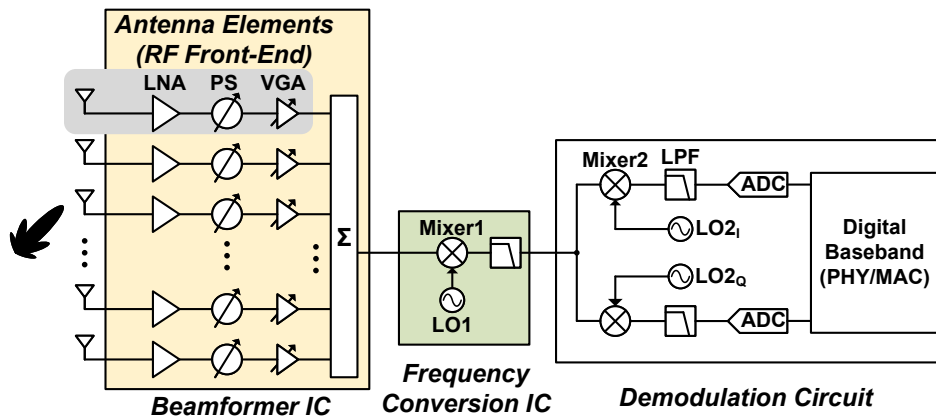 Antenna Elements
(RF Front-End)
LNA PS VGA
Σ
Beamformer IC
Mixer1
LO1
Frequency
Conversion IC
Mixer2 LPF
ADC
LO2I
LO2Q
ADC
Digital
Baseband
(PHY/MAC)
Demodulation Circuit